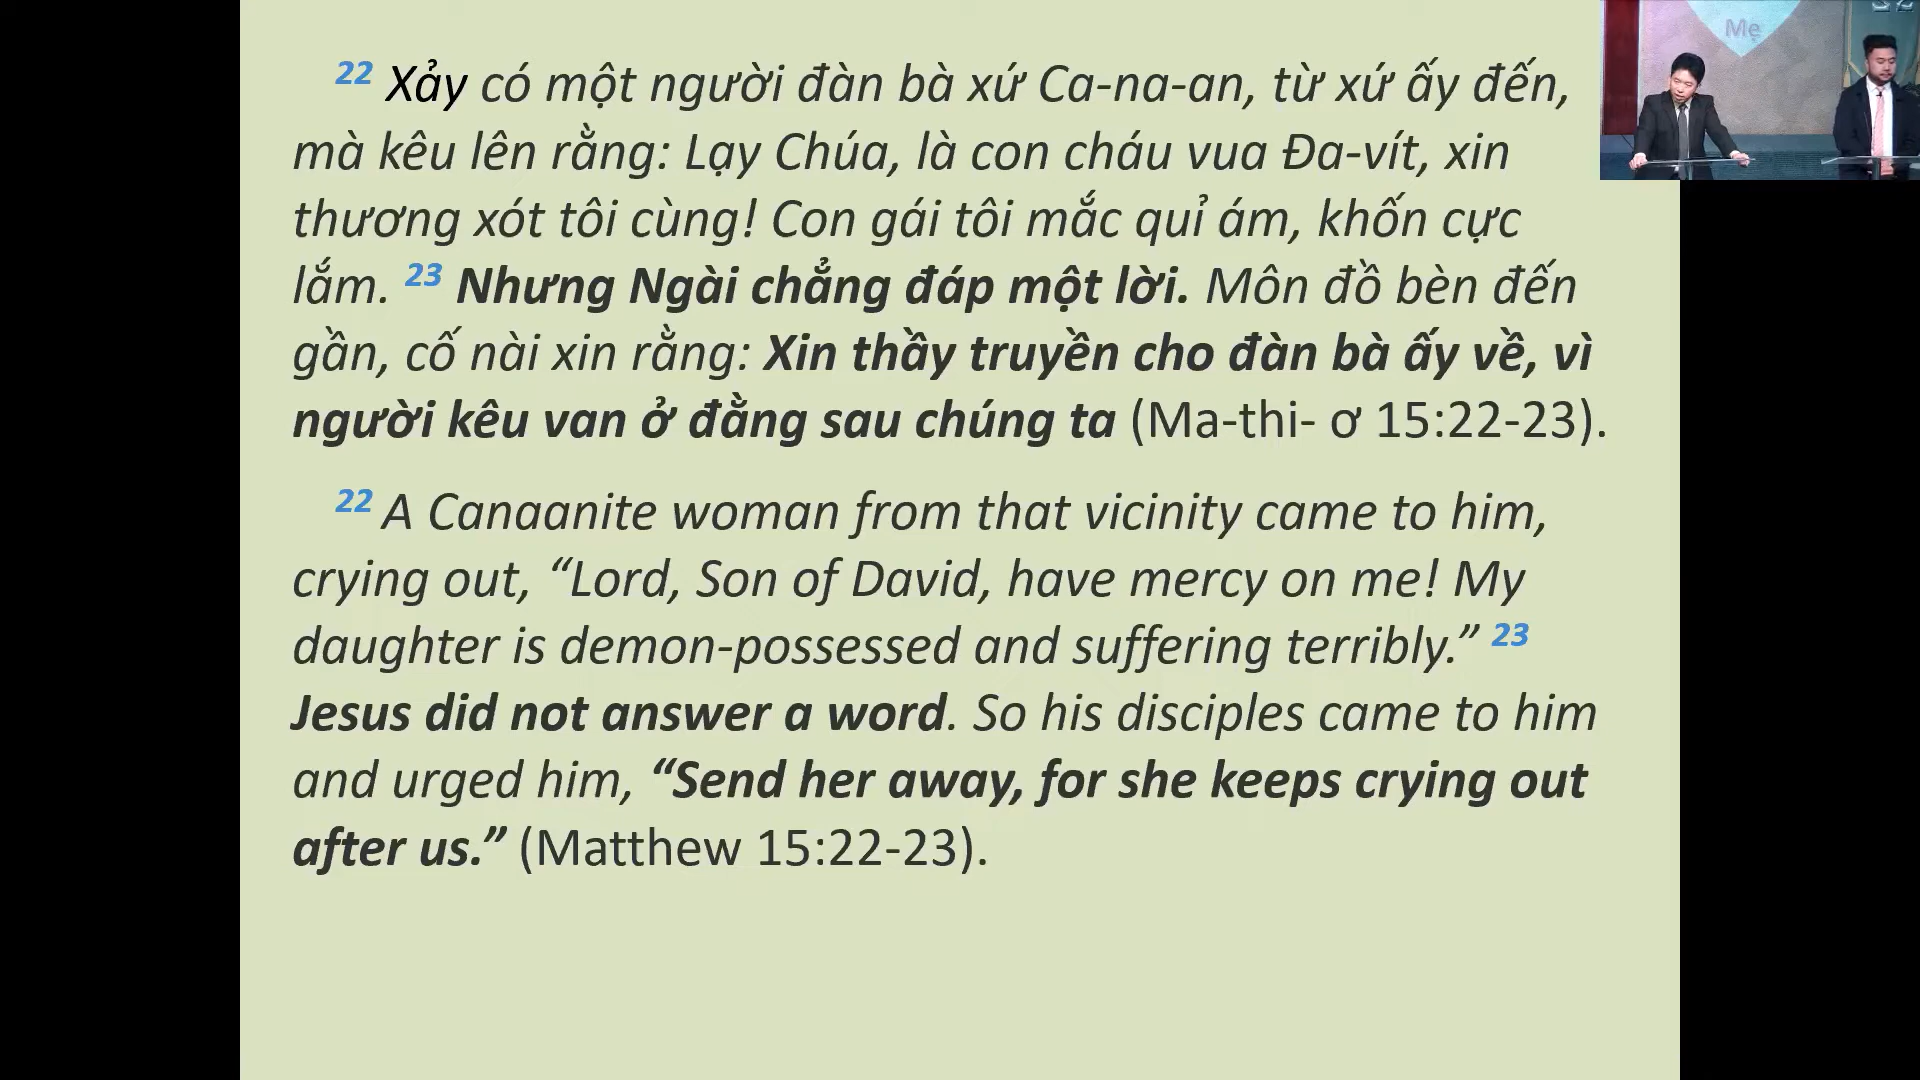 22 Xảy có một người đàn bà xứ Ca-na-an, từ xứ ấy đến,
mà kêu lên rằng: Lạy Chúa, là con cháu vua Đa-vít, xin
thương xót tôi cùng! Con gái tôi mắc quỉ ám, khốn cực
lắm. 23 Nhưng Ngài chẳng đáp một lời. Môn đồ bèn đến
gần, cố nài xin rằng: Xin thầy truyền cho đàn bà ấy về, vì
người kêu van ở đằng sau chúng ta (Ma-thi- ơ 15:22-23).
22 A Canaanite woman from that vicinity came to him,
crying out, “Lord, Son of David, have mercy on me! My
daughter is demon-possessed and suffering terribly.” 23
Jesus did not answer a word. So his disciples came to him
and urged him, “Send her away, for she keeps crying out
after us.” (Matthew 15:22-23).
Mẹ